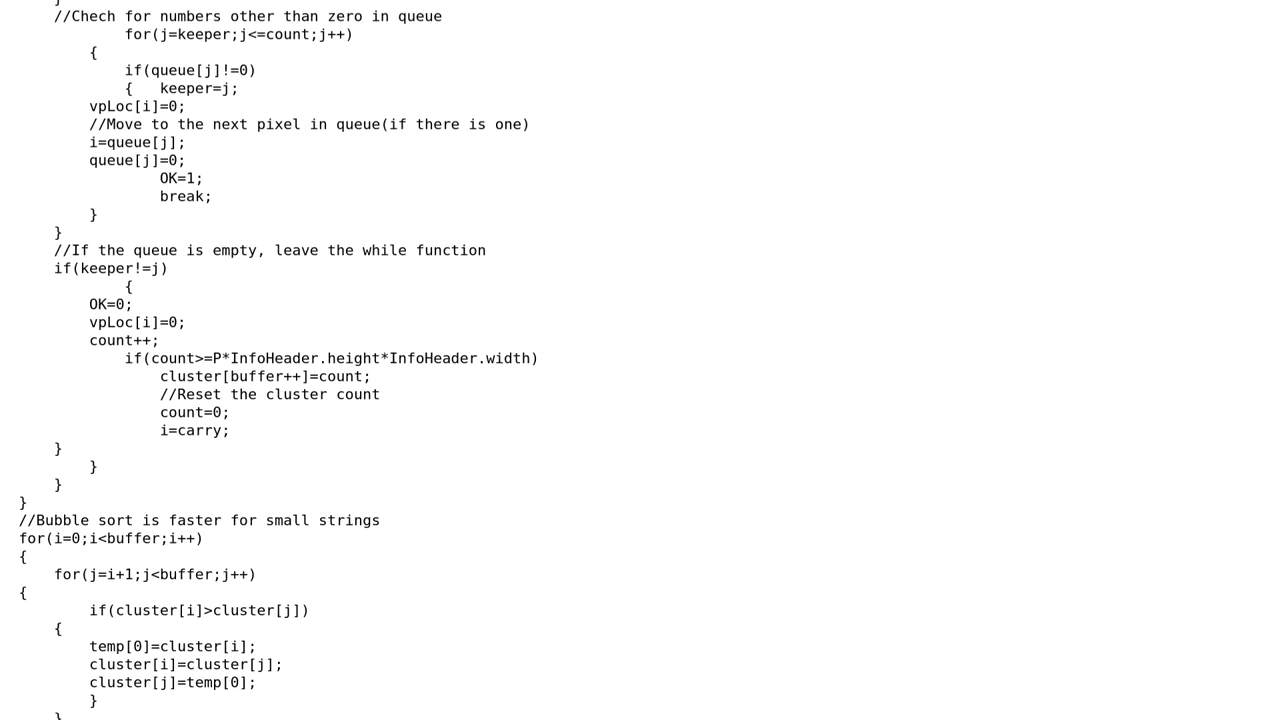 }
//Chech for numbers other than zero in queue
for(j=keeper;j<=count;j++)
{
if(queue[j]!=0)
{   keeper=j;
vpLoc[i]=0;
//Move to the next pixel in queue(if there is one)
i=queue[j];
queue[j]=0;
OK=1;
break;
}
}
//If the queue is empty, leave the while function
if(keeper!=j)
{
OK=0;
vpLoc[i]=0;
count++;
if(count>=P*InfoHeader.height*InfoHeader.width)
cluster[buffer++]=count;
//Reset the cluster count
count=0;
i=carry;
}
}
}
}
//Bubble sort is faster for small strings
for(i=0;i<buffer;i++)
{
for(j=i+1;j<buffer;j++)
{
if(cluster[i]>cluster[j])
{
temp[0]=cluster[i];
cluster[i]=cluster[j];
cluster[j]=temp[0];
}
}